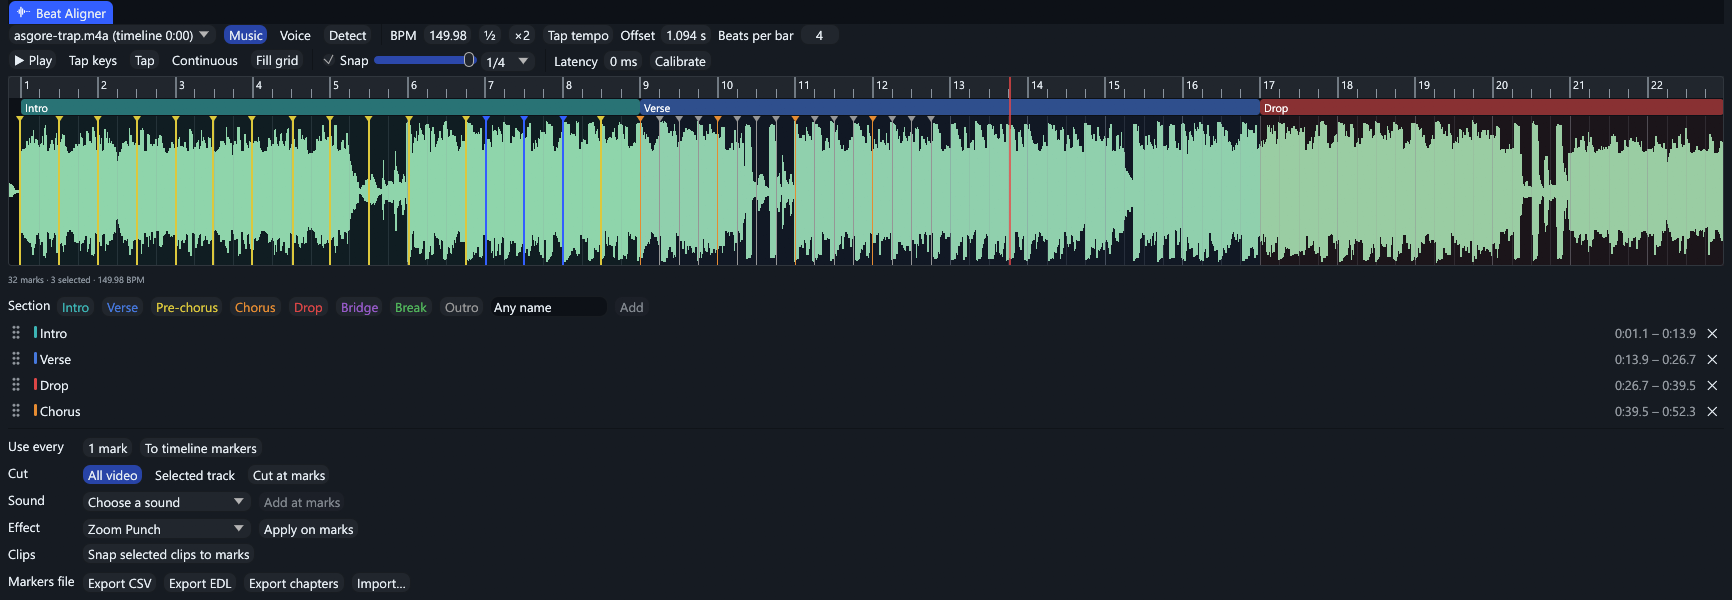 Beat Aligner
asgore-trap.m4a (timeline 0:00) Music Voice Detect BPM 149.98 ½ ×2 Tap tempo Offset 1.094 s Beats per bar 4
Play Tap keys Tap Continuous Fill grid Snap 1/4 Latency 0 ms Calibrate
1 2 3 4 5 6 7 8 9 10 11 12 13 14 15 16 17 18 19 20 21 22
Intro Verse Drop
32 marks · 3 selected · 149.98 BPM
Section Intro Verse Pre-chorus Chorus Drop Bridge Break Outro Any name Add
Intro 0:01.1 – 0:13.9
Verse 0:13.9 – 0:26.7
Drop 0:26.7 – 0:39.5
Chorus 0:39.5 – 0:52.3
Use every 1 mark To timeline markers
Cut All video Selected track Cut at marks
Sound Choose a sound Add at marks
Effect Zoom Punch Apply on marks
Clips Snap selected clips to marks
Markers file Export CSV Export EDL Export chapters Import...